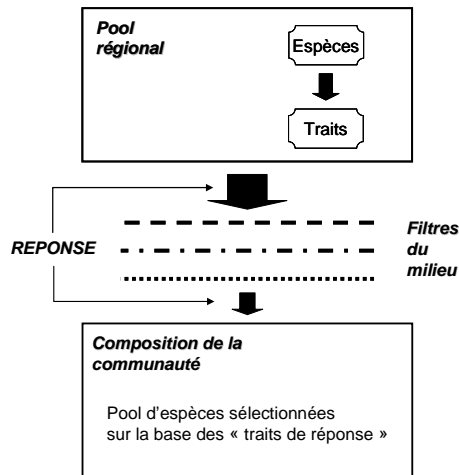 Pool
régional
Espèces
Traits
REPONSE
Filtres
du
milieu
Composition de la
communauté
Pool d'espèces sélectionnées
sur la base des « traits de réponse »